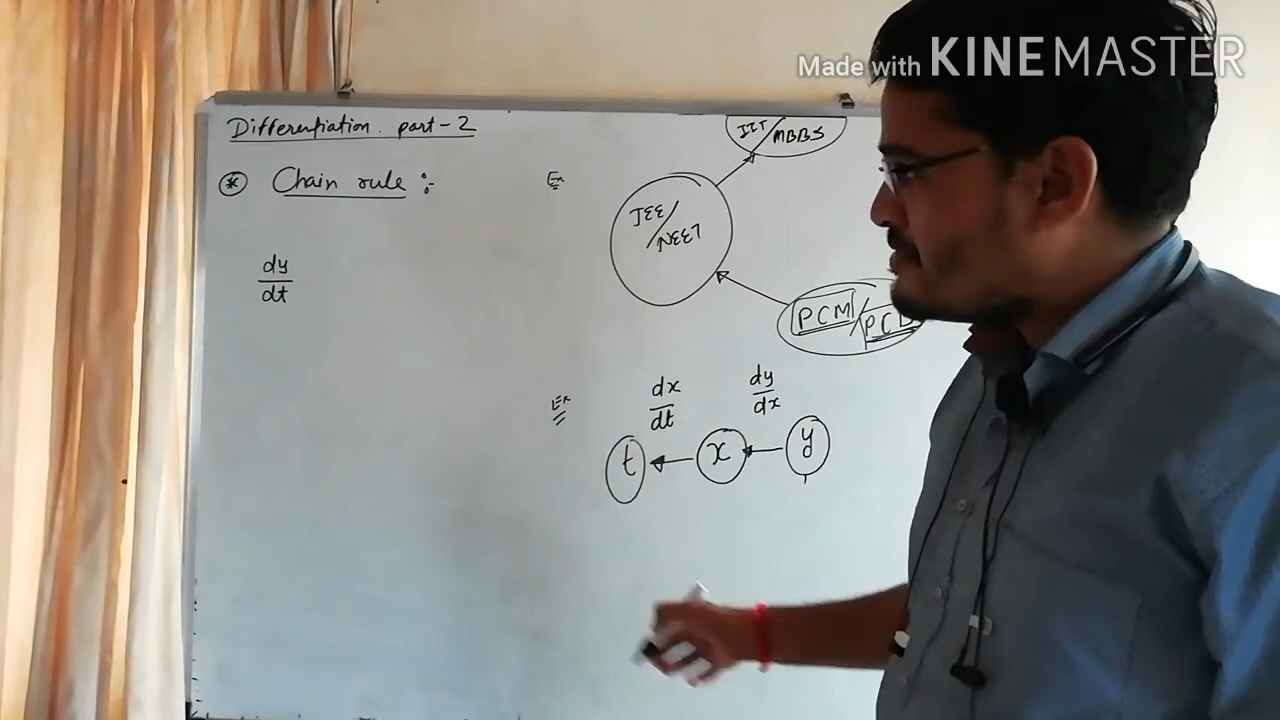 Made with KINEMASTER
Differentiation part-2
* Chain rule :-
dy
dt
Ex
IIT/MBBS
JEE/
NEET
PCM/
Ex
dx
dt
dy
dx
t x y